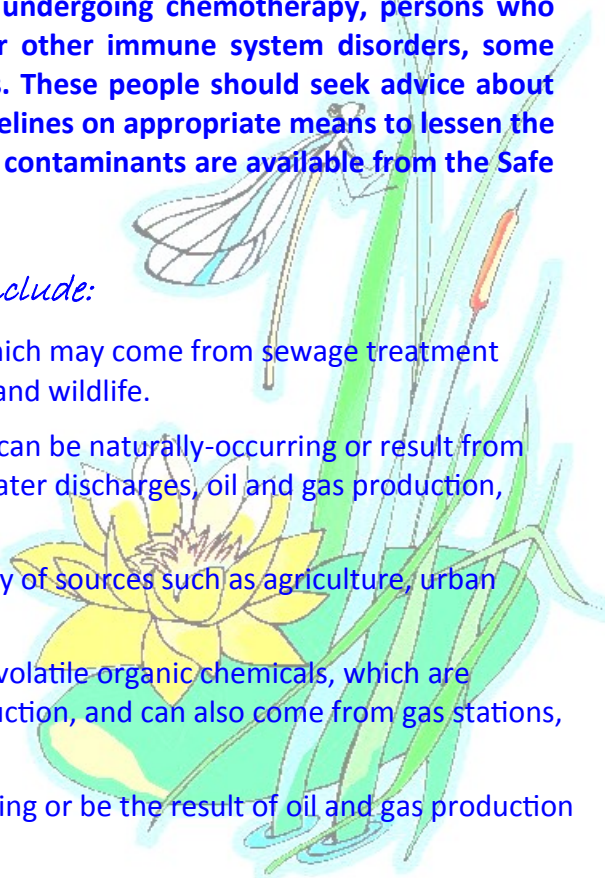 undergoing chemotherapy, persons who
other immune system disorders, some
These people should seek advice about
elines on appropriate means to lessen the
contaminants are available from the Safe
clude:
hich may come from sewage treatment
and wildlife.
can be naturally-occurring or result from
ater discharges, oil and gas production,
y of sources such as agriculture, urban
volatile organic chemicals, which are
uction, and can also come from gas stations,
ing or be the result of oil and gas production